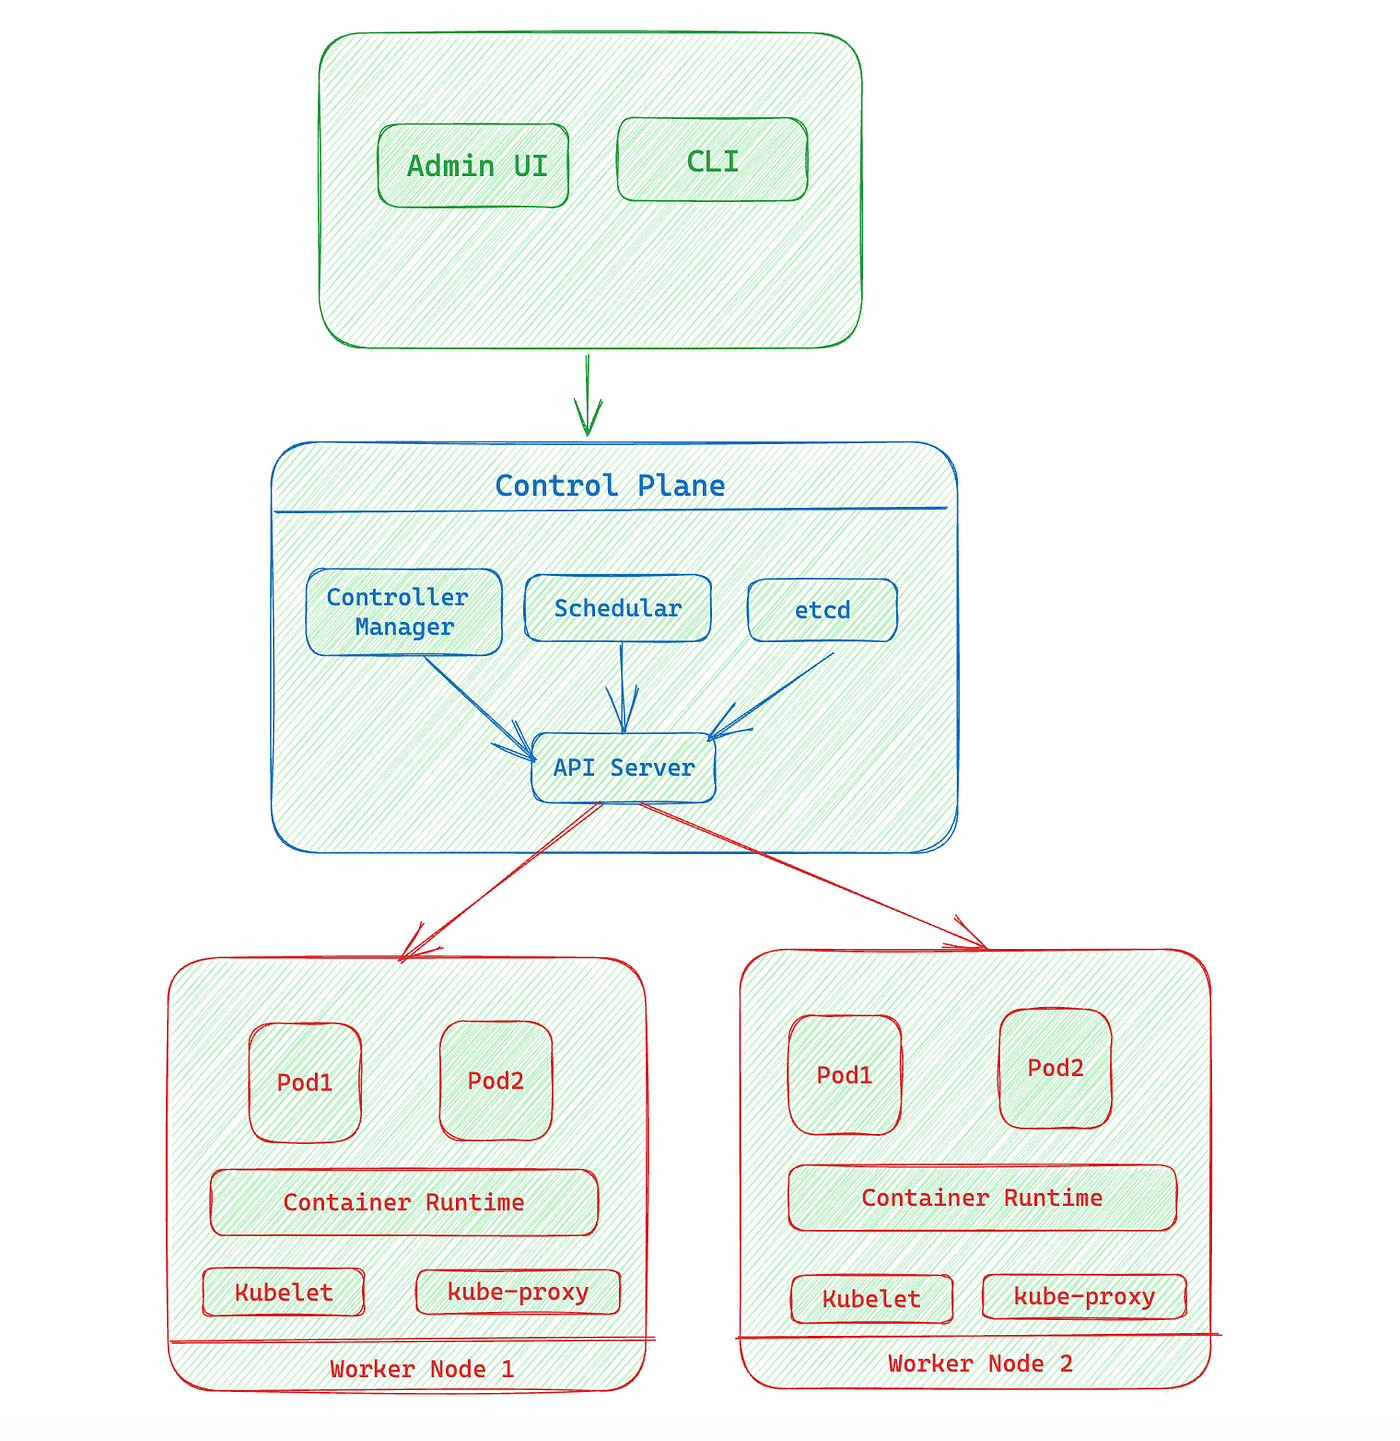 Admin UI
CLI
Control Plane
Controller
Manager
Schedular
etcd
API Server
Pod1
Pod2
Container Runtime
Kubelet
kube-proxy
Worker Node 1
Pod1
Pod2
Container Runtime
Kubelet
kube-proxy
Worker Node 2